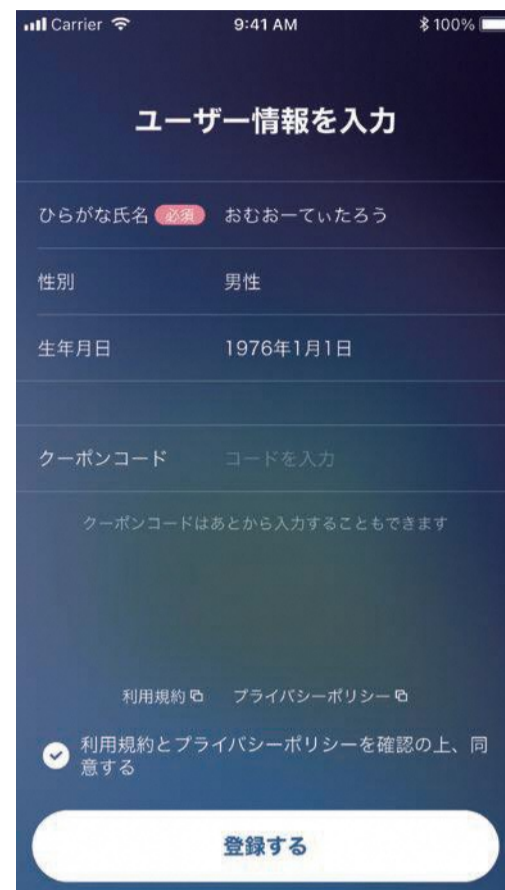 Carrier 9:41 AM 100%
ユーザー情報を入力
ひらがな氏名 必須 おむおーてぃたろう
性別 男性
生年月日 1976年1月1日
クーポンコード コードを入力
クーポンコードはあとから入力することもできます
利用規約 プライバシーポリシー
利用規約とプライバシーポリシーを確認の上、同
意する
登録する